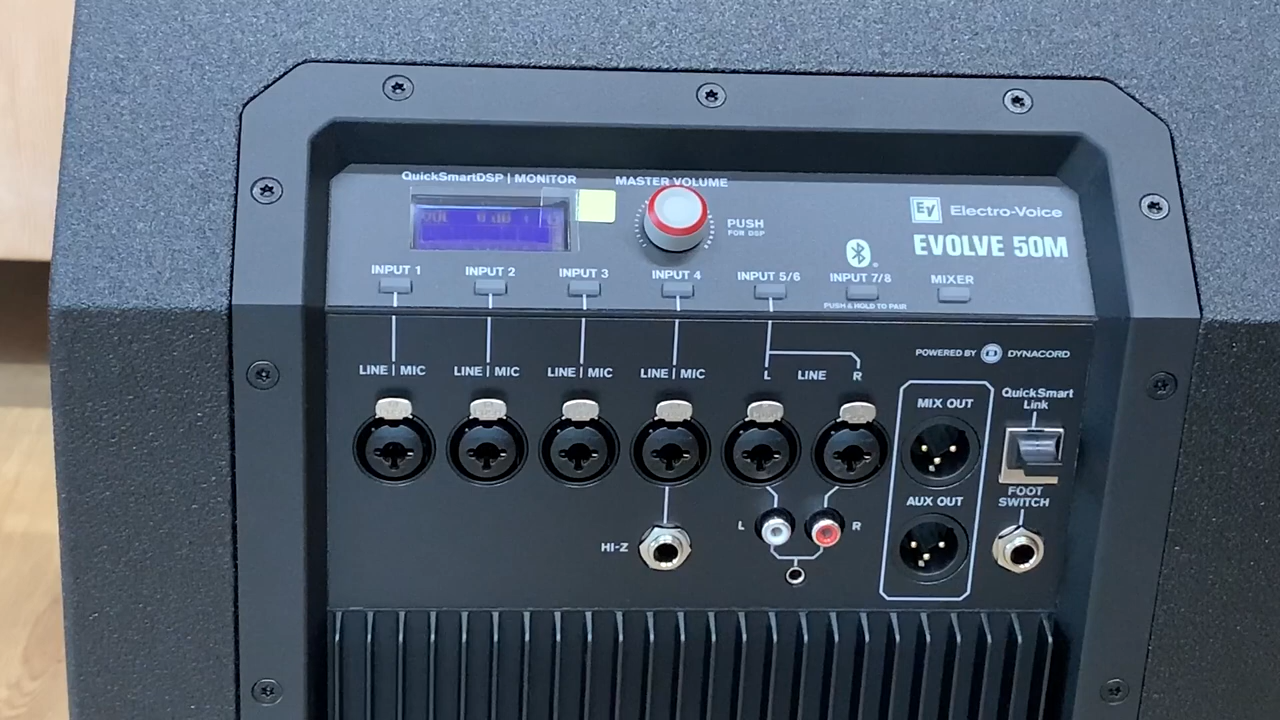 QuickSmartDSP | MONITOR
MASTER VOLUME
PUSH
FOR DSP
EV Electro-Voice
EVOLVE 50M
INPUT 1
INPUT 2
INPUT 3
INPUT 4
INPUT 5/6
INPUT 7/8
PUSH & HOLD TO PAIR
MIXER
LINE | MIC
LINE | MIC
LINE | MIC
LINE | MIC
L LINE R
POWERED BY DYNACORD
MIX OUT
QuickSmart
Link
AUX OUT
FOOT
SWITCH
HI-Z
L
R